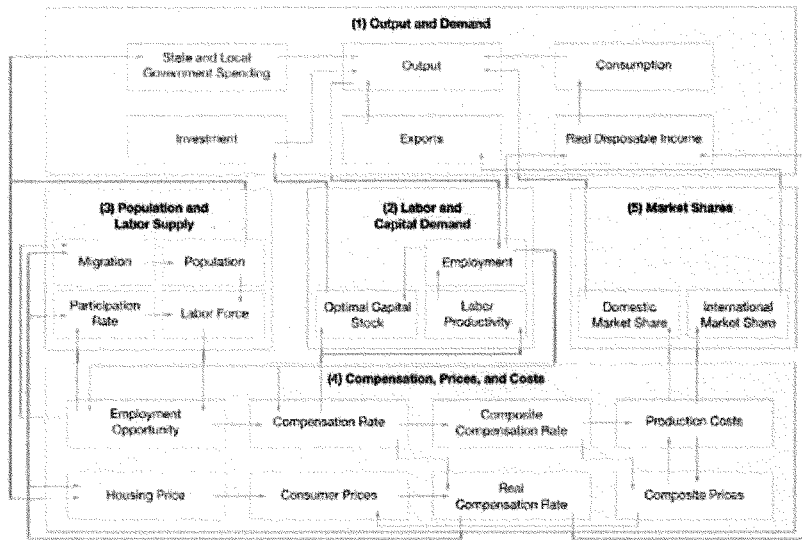 (1) Output and Demand
State and Local
Government Spending
Output
Consumption
Investment
Exports
Real Disposable Income
(3) Population and
Labor Supply
Migration
Population
Participation
Rate
Labor Force
(2) Labor and
Capital Demand
Employment
Optimal Capital
Stock
Labor
Productivity
(5) Market Shares
Domestic
Market Share
International
Market Share
(4) Compensation, Prices, and Costs
Employment
Opportunity
Compensation Rate
Composite
Compensation Rate
Production Costs
Housing Price
Consumer Prices
Real
Compensation Rate
Composite Prices